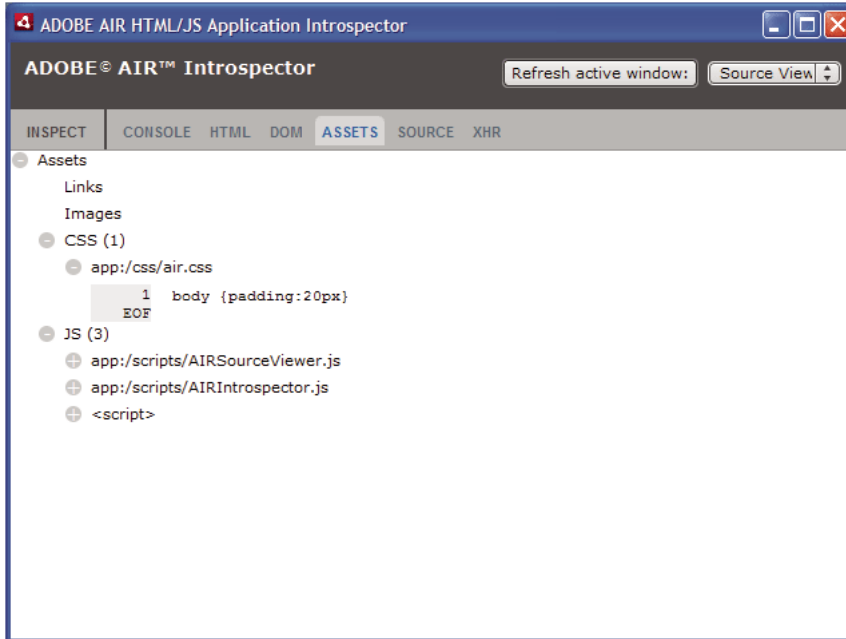 ADOBE AIR HTML/JS Application Introspector
ADOBE© AIR™ Introspector
Refresh active window:
Source View
INSPECT CONSOLE HTML DOM ASSETS SOURCE XHR
Assets
Links
Images
CSS (1)
app:/css/air.css
1 body {padding:20px}
EOF
JS (3)
app:/scripts/AIRSourceViewer.js
app:/scripts/AIRIntrospector.js
<script>